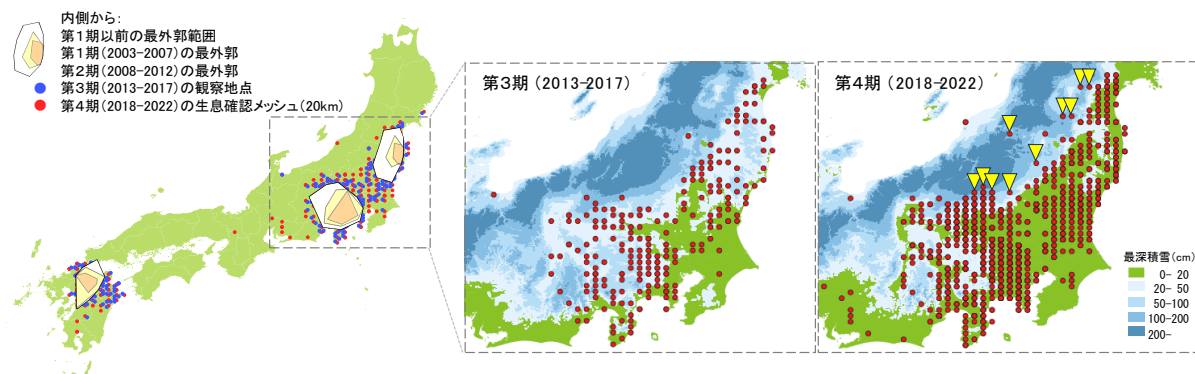 内側から:
第1期以前の最外郭範囲
第1期(2003-2007)の最外郭
第2期(2008-2012)の最外郭
第3期(2013-2017)の観察地点
第4期(2018-2022)の生息確認メッシュ(20km)
第3期(2013-2017)
第4期(2018-2022)
最深積雪(cm)
0- 20
20- 50
50-100
100-200
200-